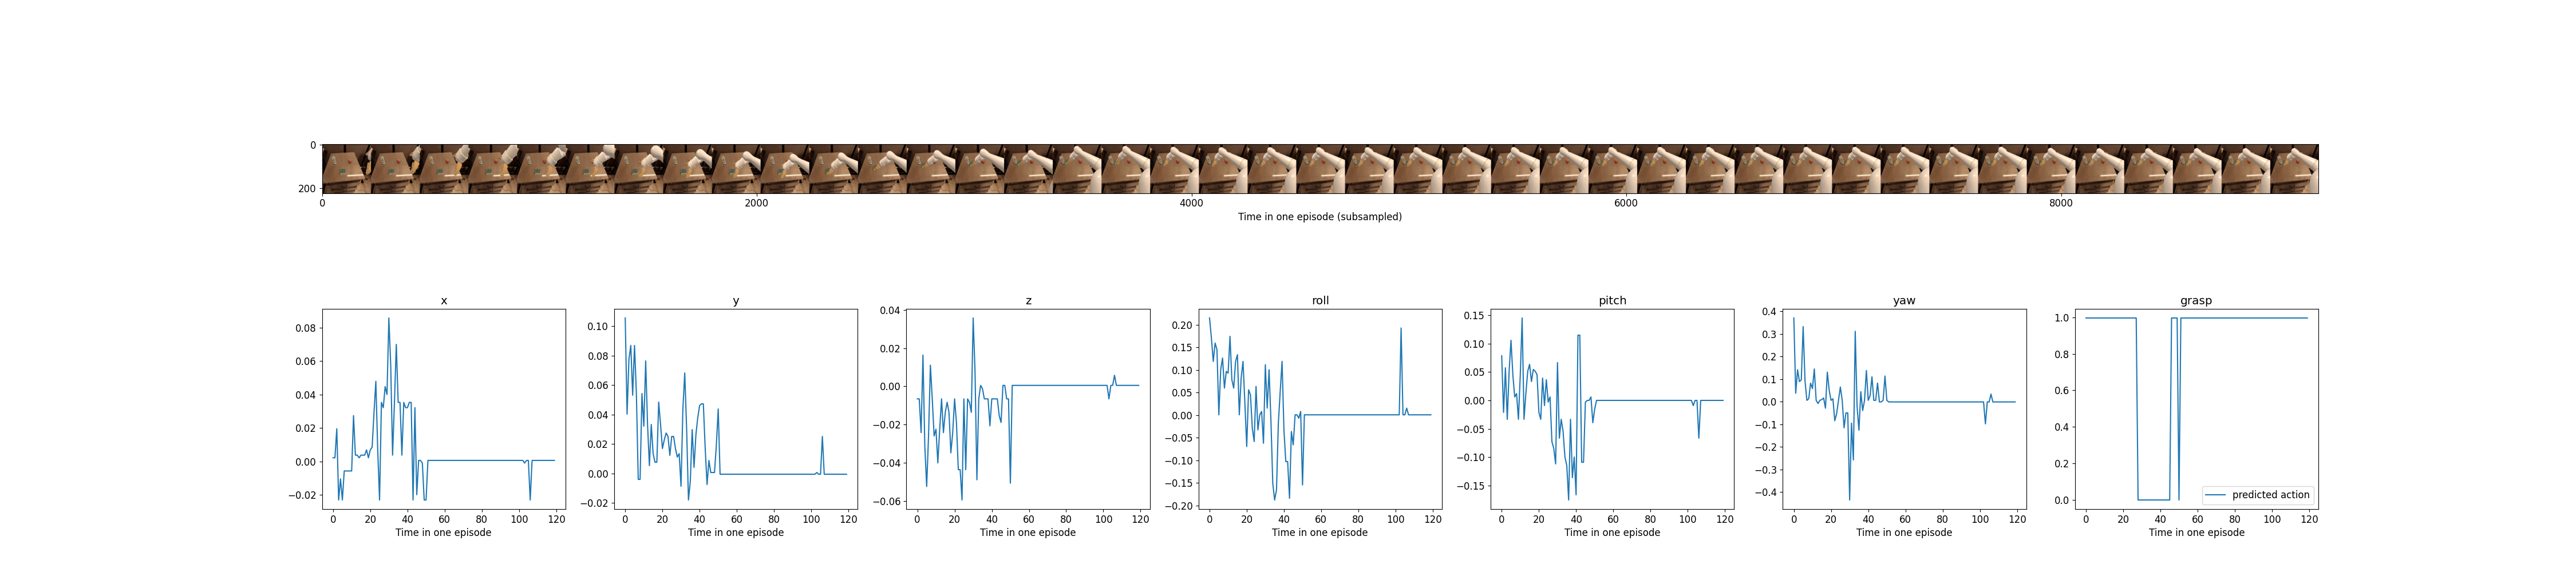 0
200
0 2000 4000 6000 8000
Time in one episode (subsampled)
x
0.08
0.06
0.04
0.02
0.00
−0.02
0 20 40 60 80 100 120
Time in one episode
y
0.10
0.08
0.06
0.04
0.02
0.00
−0.02
0 20 40 60 80 100 120
Time in one episode
z
0.04
0.02
0.00
−0.02
−0.04
−0.06
0 20 40 60 80 100 120
Time in one episode
roll
0.20
0.15
0.10
0.05
0.00
−0.05
−0.10
−0.15
−0.20
0 20 40 60 80 100 120
Time in one episode
pitch
0.15
0.10
0.05
0.00
−0.05
−0.10
−0.15
0 20 40 60 80 100 120
Time in one episode
yaw
0.4
0.3
0.2
0.1
0.0
−0.1
−0.2
−0.3
−0.4
0 20 40 60 80 100 120
Time in one episode
grasp
1.0
0.8
0.6
0.4
0.2
0.0
predicted action
0 20 40 60 80 100 120
Time in one episode